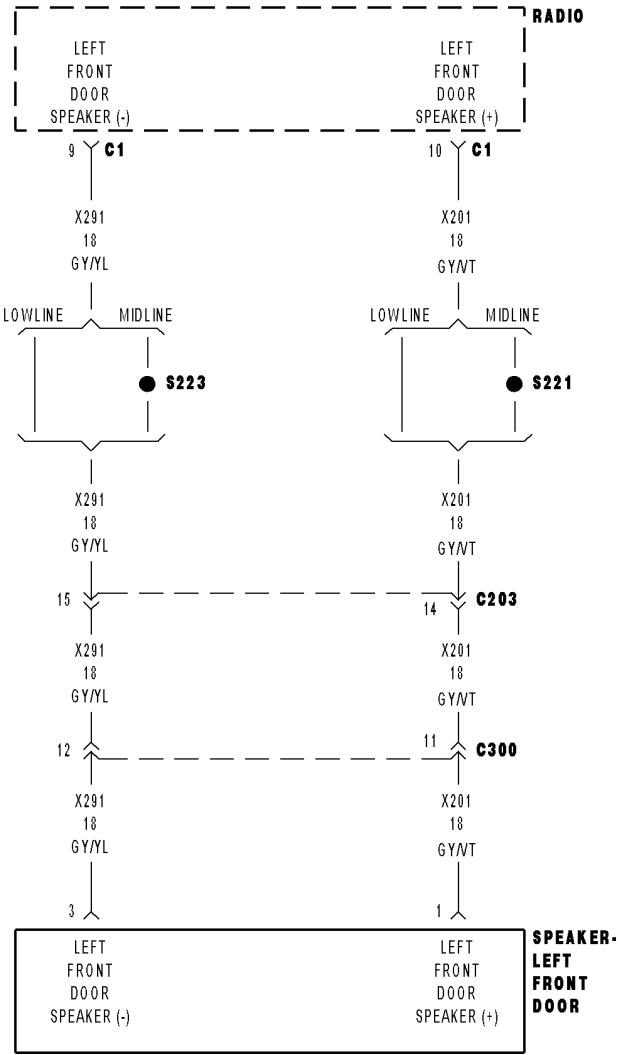 RADIO
LEFT
FRONT
DOOR
SPEAKER (-)
LEFT
FRONT
DOOR
SPEAKER (+)
9 C1
10 C1
X291
18
GY/YL
X201
18
GY/VT
LOWLINE MIDLINE
LOWLINE MIDLINE
S223
S221
X291
18
GY/YL
X201
18
GY/VT
15
14
C203
X291
18
GY/YL
X201
18
GY/VT
12
11
C300
X291
18
GY/YL
X201
18
GY/VT
3
1
LEFT
FRONT
DOOR
SPEAKER (-)
LEFT
FRONT
DOOR
SPEAKER (+)
SPEAKER-
LEFT
FRONT
DOOR